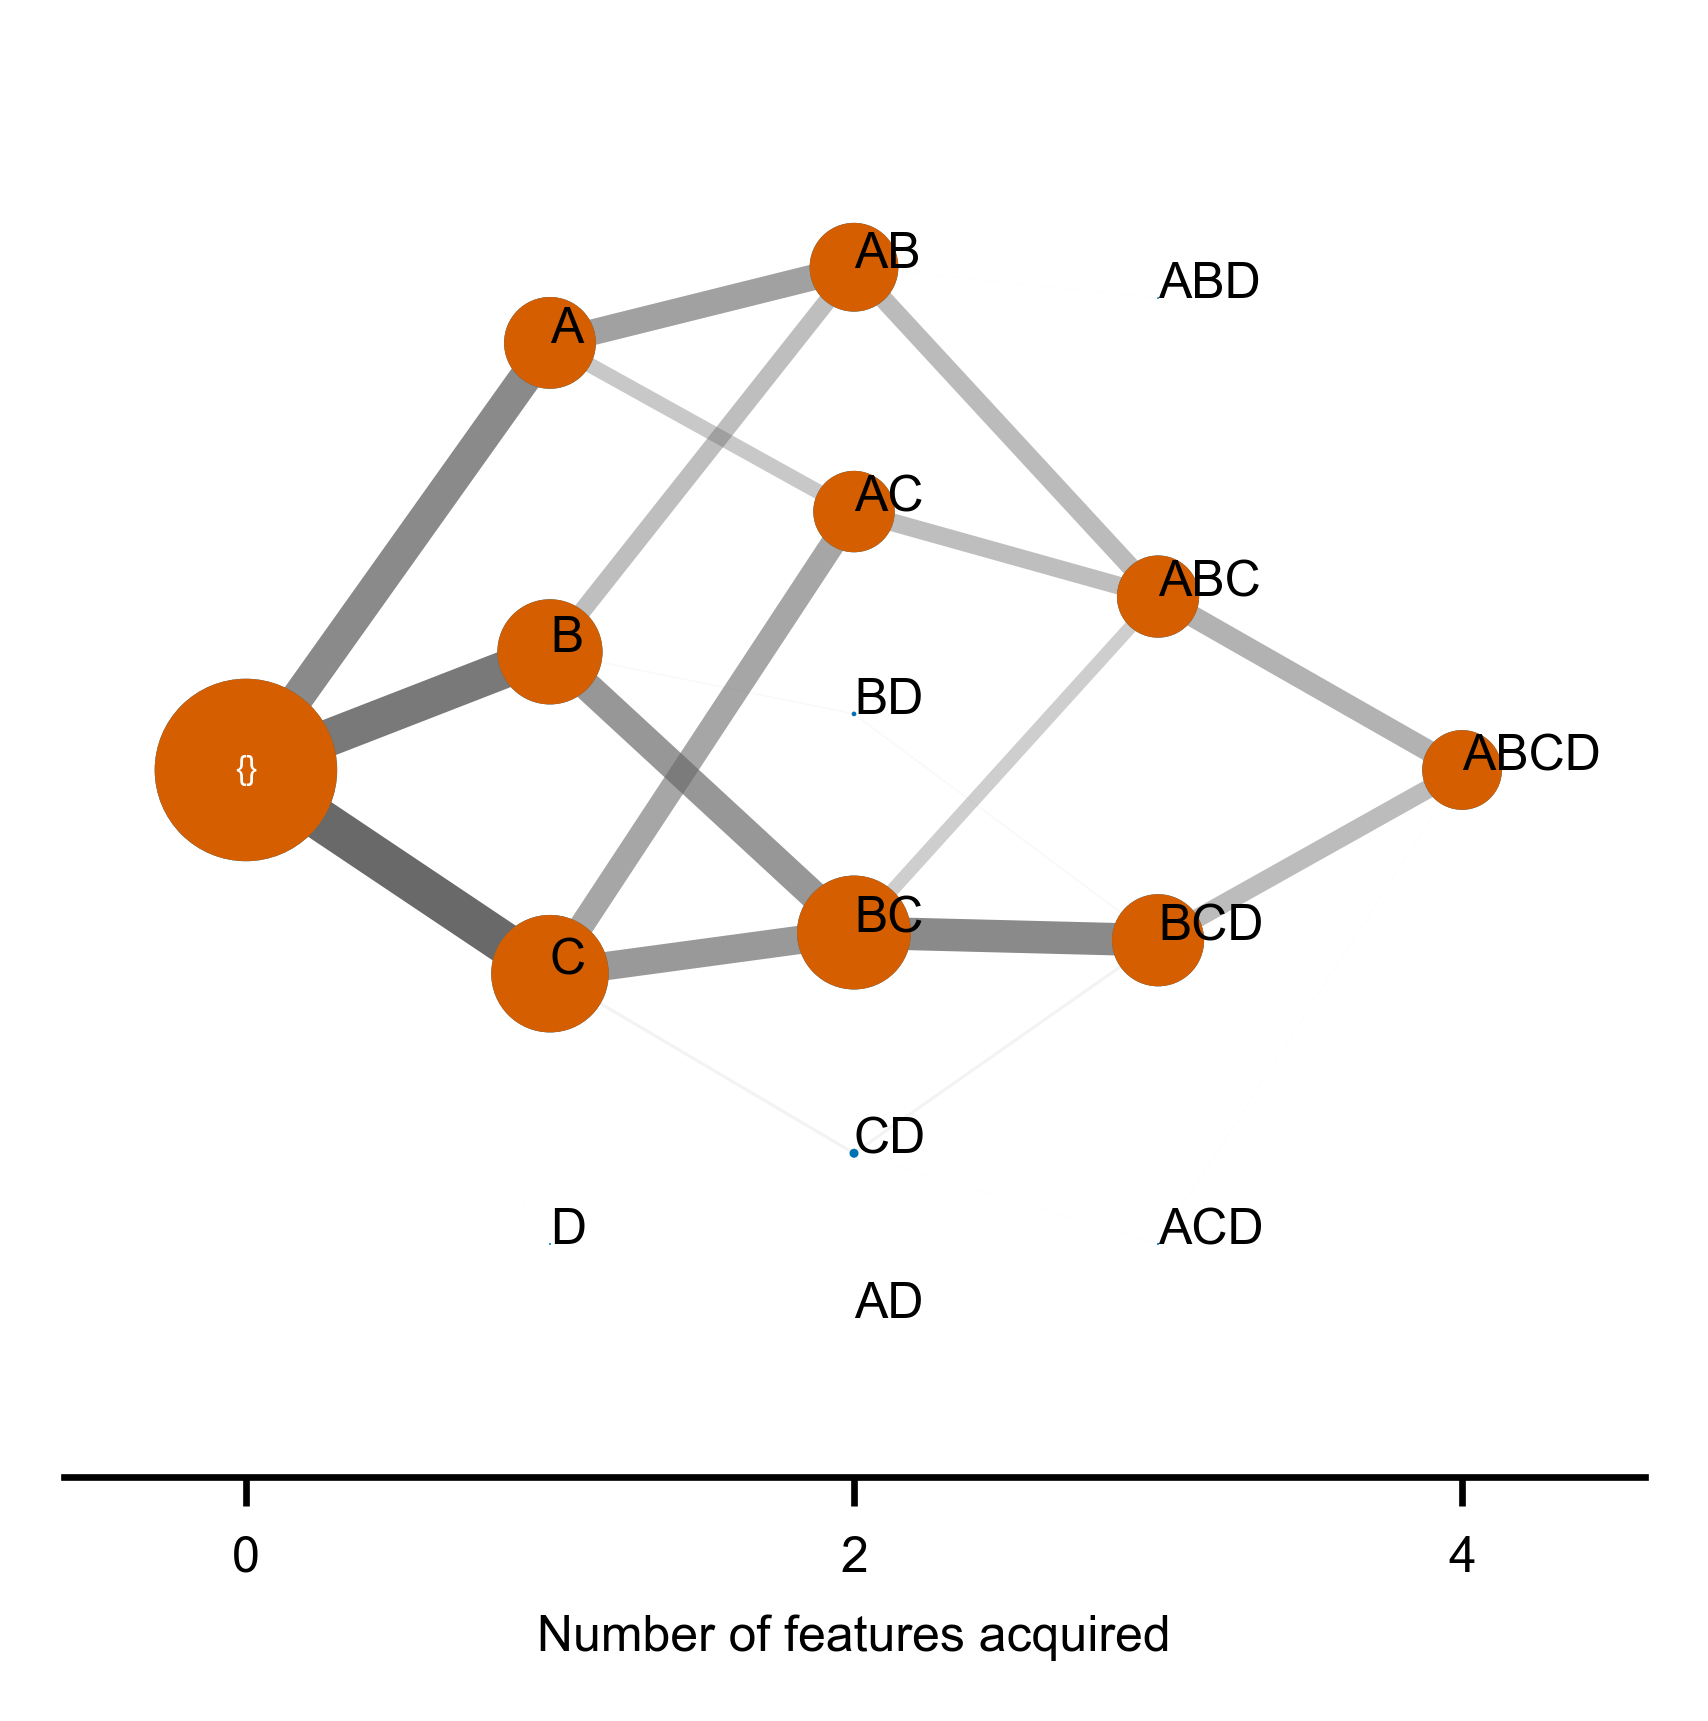 AB
ABD
A
AC
ABC
B
BD
ABCD
{}
BC
BCD
C
CD
D
ACD
AD
0 2 4
Number of features acquired